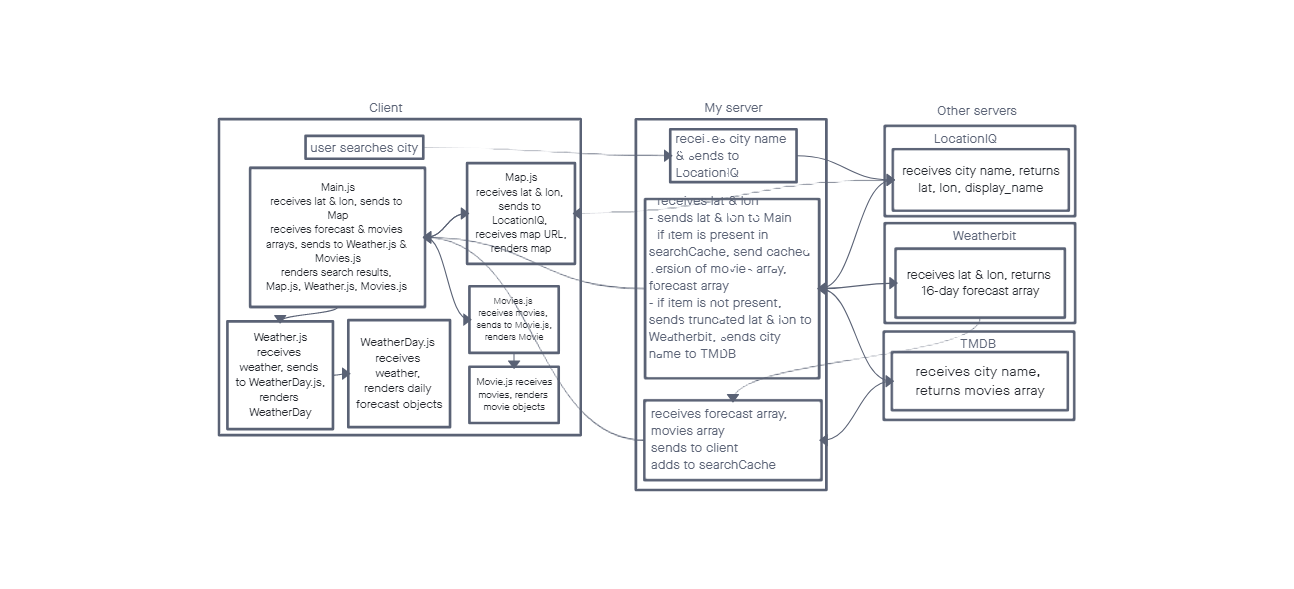 Client
user searches city
Main.js
receives lat & lon, sends to
Map
receives forecast & movies
arrays, sends to Weather.js &
Movies.js
renders search results,
Map.js, Weather.js, Movies.js
Map.js
receives lat & lon,
sends to
LocationIQ,
receives map URL,
renders map
Movies.js
receives movies,
sends to Movie.js,
renders Movie
Movie.js receives
movies, renders
movie objects
Weather.js
receives
weather, sends
to WeatherDay.js,
renders
WeatherDay
WeatherDay.js
receives
weather,
renders daily
forecast objects
My server
receives city name
& sends to
LocationIQ
receives lat & lon
- sends lat & lon to Main
if item is present in
searchCache, send cached
version of movies array,
forecast array
- if item is not present,
sends truncated lat & lon to
Weatherbit, sends city
name to TMDB
receives forecast array,
movies array
sends to client
adds to searchCache
Other servers
LocationIQ
receives city name, returns
lat, lon, display_name
Weatherbit
receives lat & lon, returns
16-day forecast array
TMDB
receives city name,
returns movies array